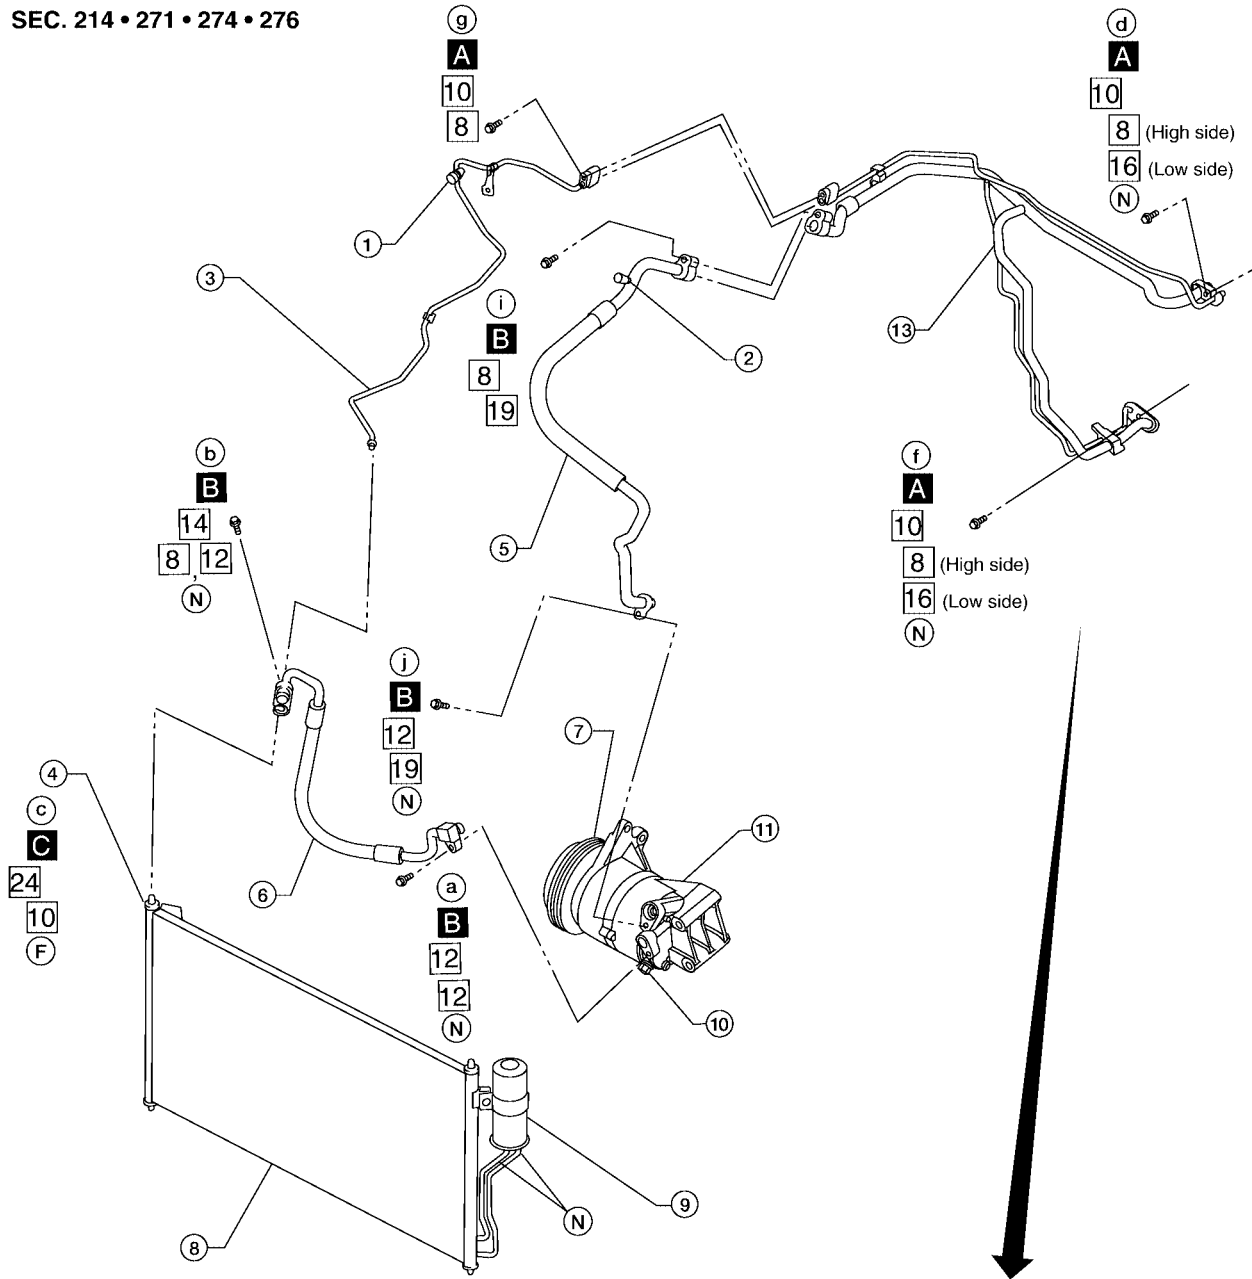 SEC. 214 • 271 • 274 • 276
g
A
10
8
d
A
10
8 (High side)
16 (Low side)
N
1
3
i
B
8
19
2
13
b
B
14
8 , 12
N
5
f
A
10
8 (High side)
16 (Low side)
N
j
B
12
19
N
7
4
c
C
24
10
F
6
a
B
12
12
N
11
10
9
N
8